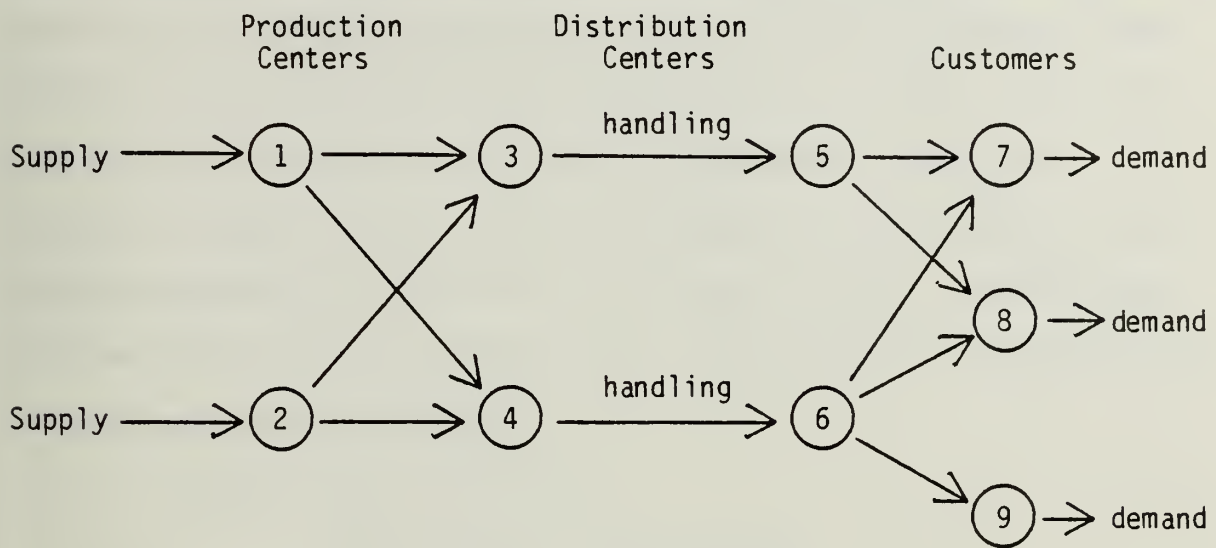 Production
Centers
Distribution
Centers
Customers
handling
Supply
1
3
5
7
demand
8
demand
handling
Supply
2
4
6
9
demand